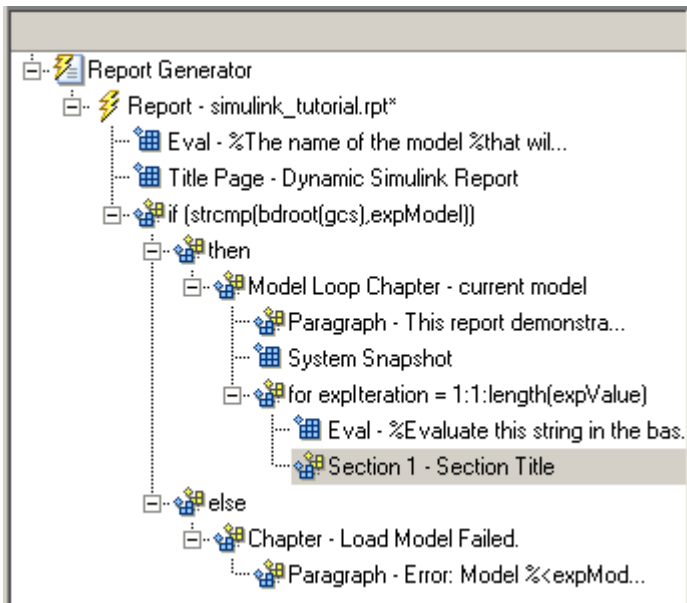 Report Generator
Report - simulink_tutorial.rpt*
Eval - %The name of the model %that wil...
Title Page - Dynamic Simulink Report
if (strcmp(bdroot(gcs),expModel))
then
Model Loop Chapter - current model
Paragraph - This report demonstra...
System Snapshot
for expIteration = 1:1:length(expValue)
Eval - %Evaluate this string in the bas.
Section 1 - Section Title
else
Chapter - Load Model Failed.
Paragraph - Error: Model %<expMod...